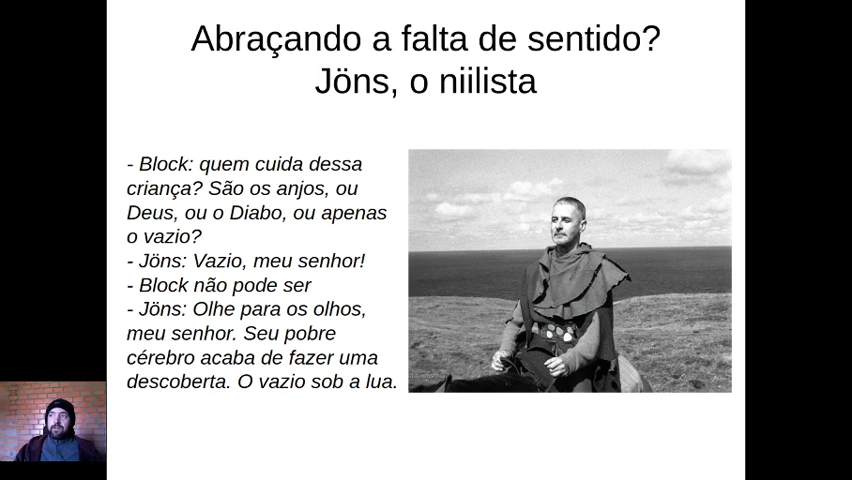 Abraçando a falta de sentido?
Jöns, o niilista
- Block: quem cuida dessa
criança? São os anjos, ou
Deus, ou o Diabo, ou apenas
o vazio?
- Jöns: Vazio, meu senhor!
- Block não pode ser
- Jöns: Olhe para os olhos,
meu senhor. Seu pobre
cérebro acaba de fazer uma
descoberta. O vazio sob a lua.